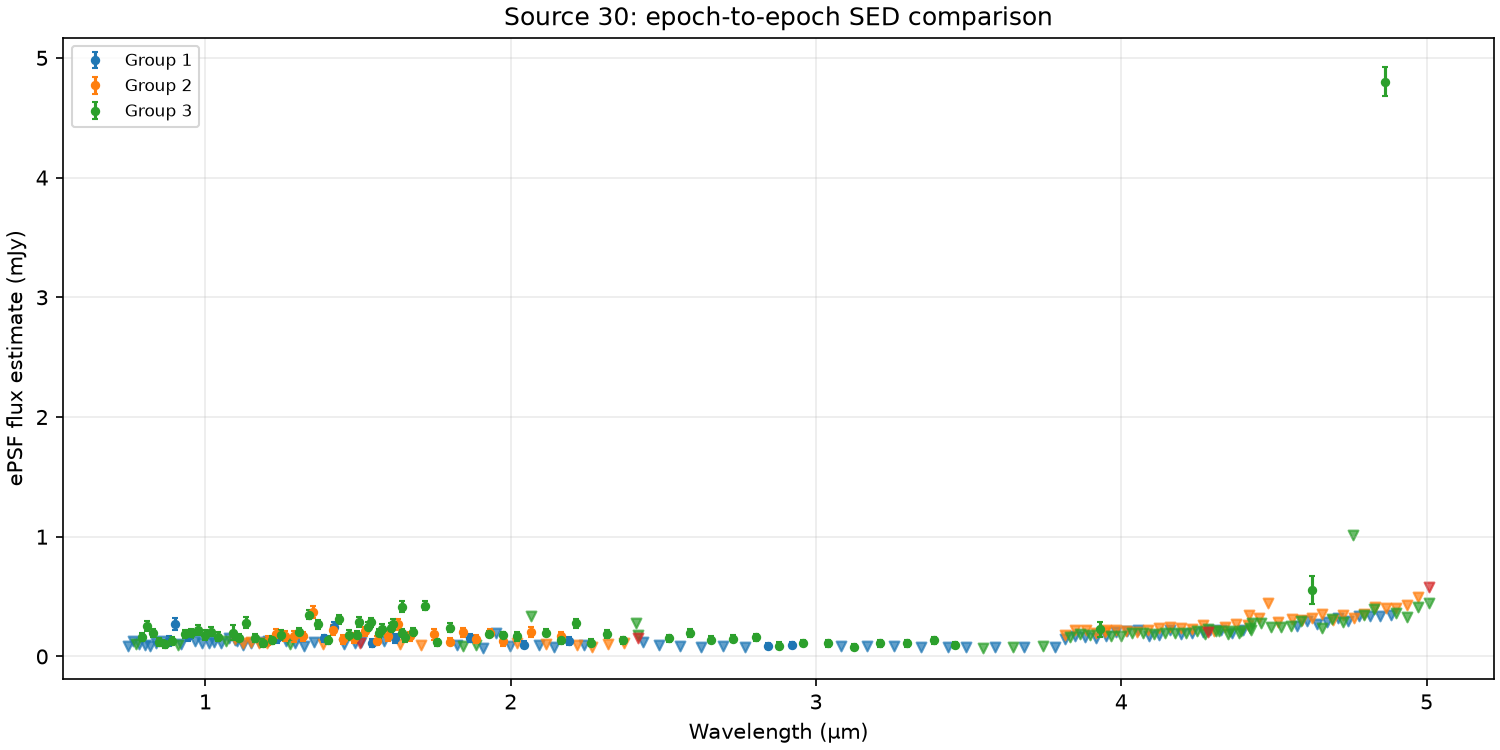 Source 30: epoch-to-epoch SED comparison
Group 1
Group 2
Group 3
ePSF flux estimate (mJy)
5
4
3
2
1
0
1 2 3 4 5
Wavelength (μm)